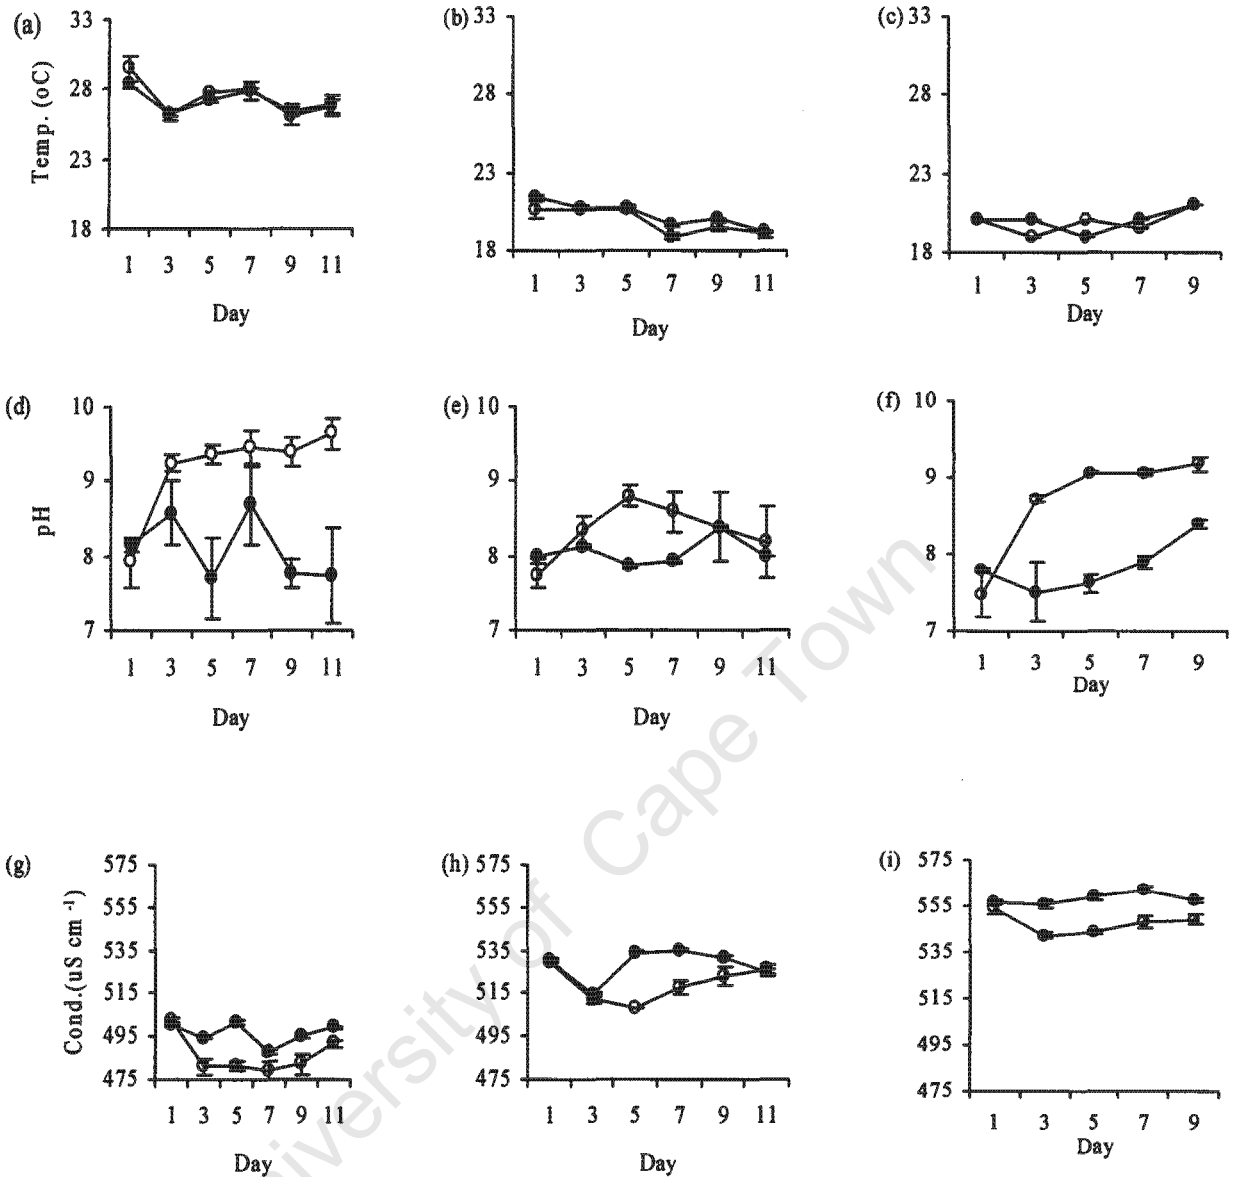 (a) 33 28 23 18
Temp. (oC)
1 3 5 7 9 11
Day
(b) 33 28 23 18
1 3 5 7 9 11
Day
(c) 33 28 23 18
1 3 5 7 9
Day
(d) 10 9 8 7
pH
1 3 5 7 9 11
Day
(e) 10 9 8 7
1 3 5 7 9 11
Day
(f) 10 9 8 7
1 3 5 7 9
Day
(g) 575 555 535 515 495 475
Cond.(uS cm -1)
1 3 5 7 9 11
Day
(h) 575 555 535 515 495 475
1 3 5 7 9 11
Day
(i) 575 555 535 515 495 475
1 3 5 7 9
Day
niversity of Cape Town